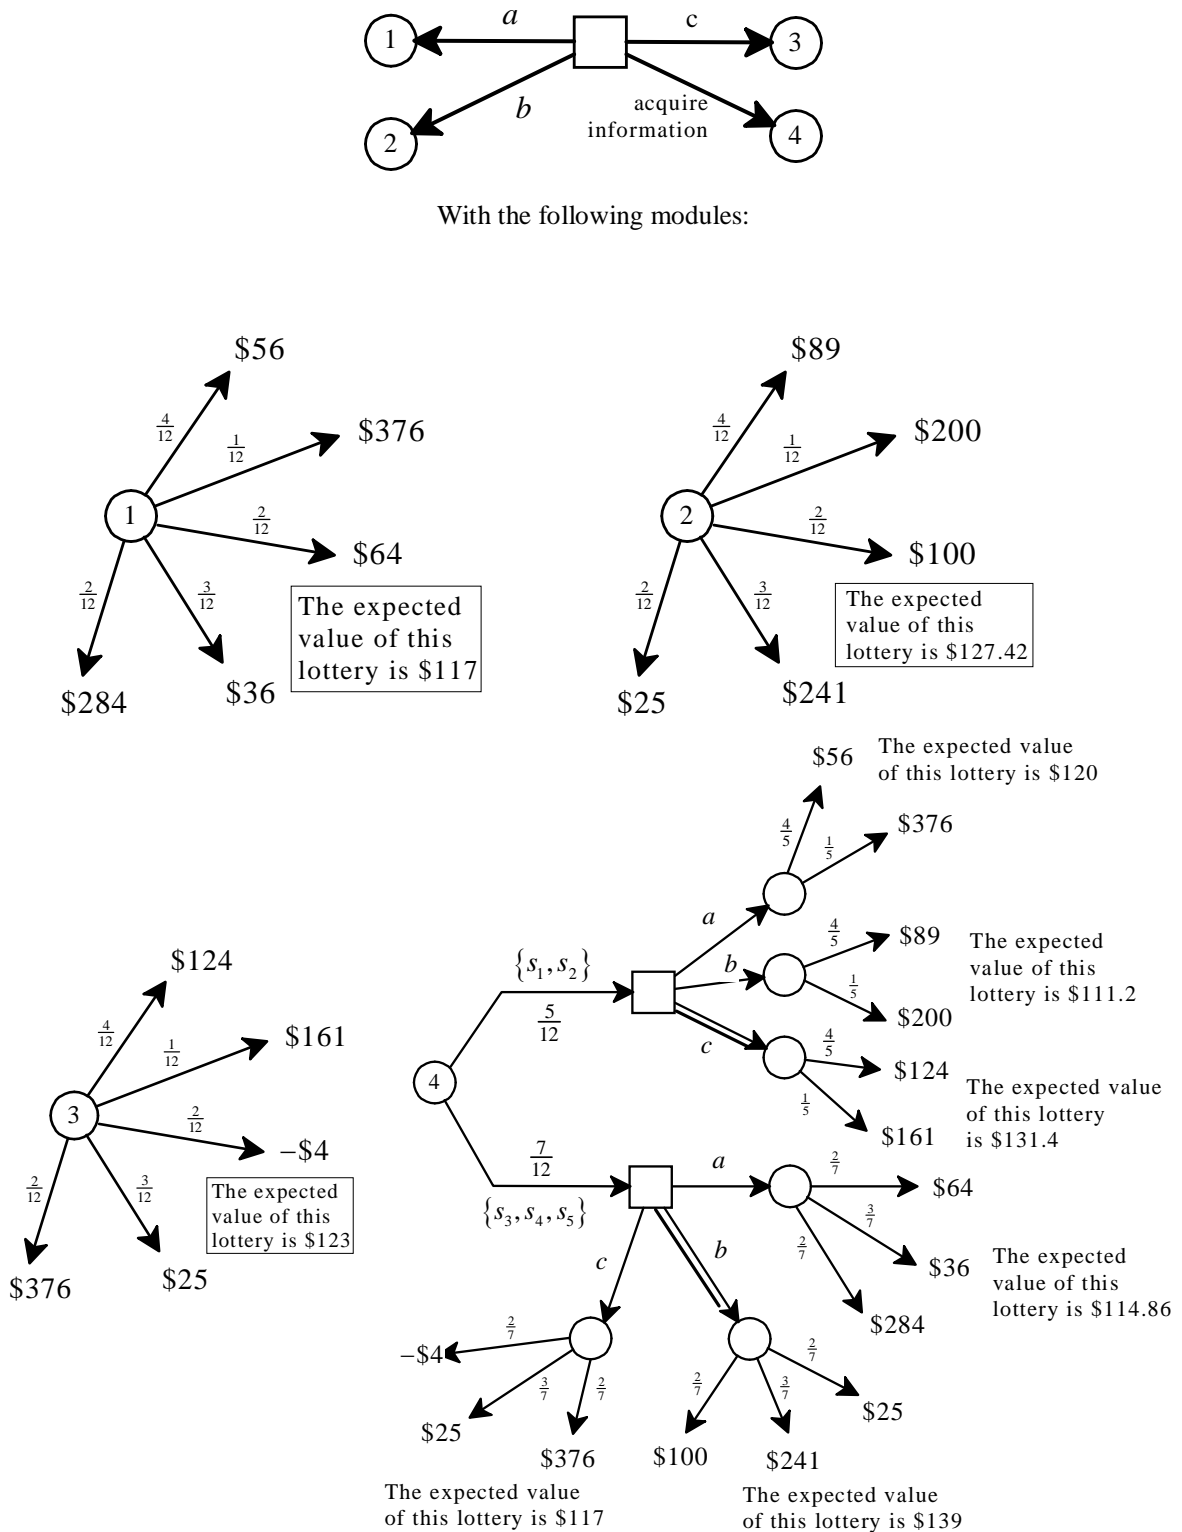 a
c
1
3
b
acquire
information
2
4
With the following modules:
$56
$376
4/12
1/12
1
2/12
$64
2/12
3/12
The expected
value of this
lottery is $117
$284
$36
$89
$200
4/12
1/12
2
2/12
$100
2/12
3/12
The expected
value of this
lottery is $127.42
$25
$241
$56
The expected value
of this lottery is $120
4/5
1/5
$376
a
{s₁, s₂}
5/12
b
4/5
$89
1/5
$200
The expected
value of this
lottery is $111.2
c
4/5
$124
1/5
$161
The expected value
of this lottery
is $131.4
$124
4/12
1/12
$161
3
2/12
−$4
2/12
3/12
The expected
value of this
lottery is $123
$376
$25
4
7/12
{s₃, s₄, s₅}
a
2/7
$64
3/7
$36
2/7
$284
The expected
value of this
lottery is $114.86
c
b
2/7
−$4
3/7
$25
2/7
$376
The expected value
of this lottery is $117
2/7
$100
3/7
$241
2/7
$25
The expected value
of this lottery is $139